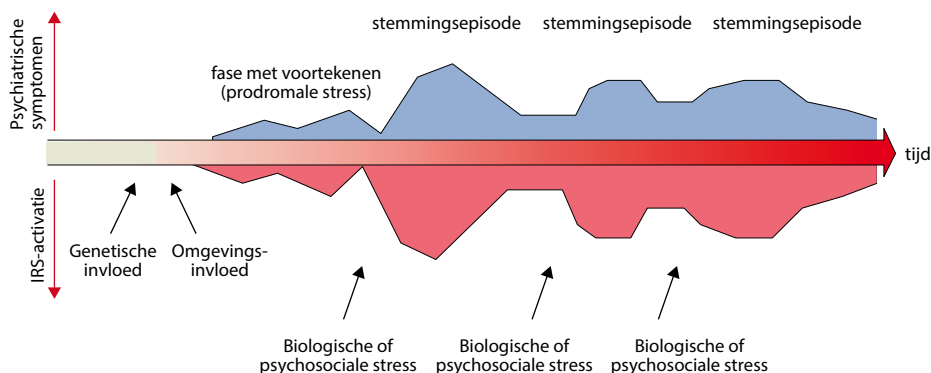 stemmingsepisode
stemmingsepisode
stemmingsepisode
Psychiatrische
symptomen
fase met voortekenen
(prodromale stress)
tijd
IRS-activatie
Genetische
invloed
Omgevings-
invloed
Biologische of
psychosociale stress
Biologische of
psychosociale stress
Biologische of
psychosociale stress